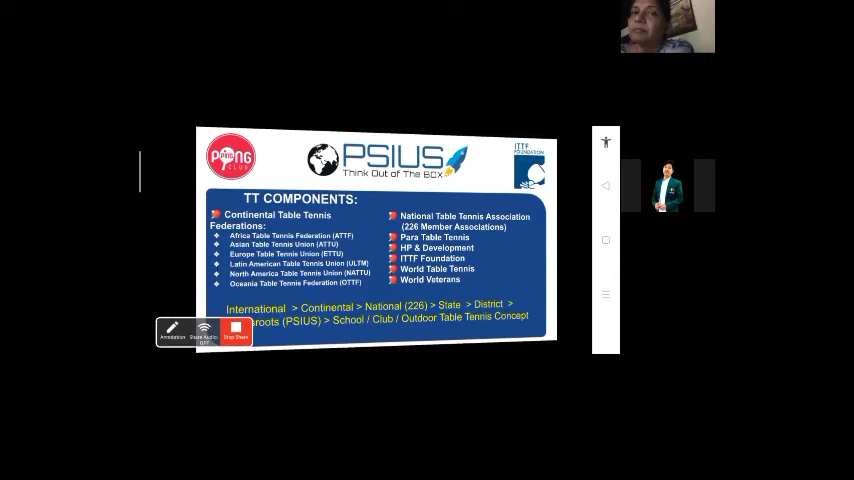 PING
PONG
CLUB
PSIUS
THINK OUT OF THE BOX
ITTF
FOUNDATION
TT COMPONENTS:
Continental Table Tennis
Federations:
Africa Table Tennis Federation (ATTF)
Asian Table Tennis Union (ATTU)
Europe Table Tennis Union (ETTU)
Latin American Table Tennis Union (ULTM)
North America Table Tennis Union (NATTU)
Oceania Table Tennis Federation (OTTF)
National Table Tennis Association
(226 Member Associations)
Para Table Tennis
HP & Development
ITTF Foundation
World Table Tennis
World Veterans
International > Continental > National (226) > State > District >
sroots (PSIUS) > School / Club / Outdoor Table Tennis Concept
Annotation
Share Audio:
OFF
Stop Share